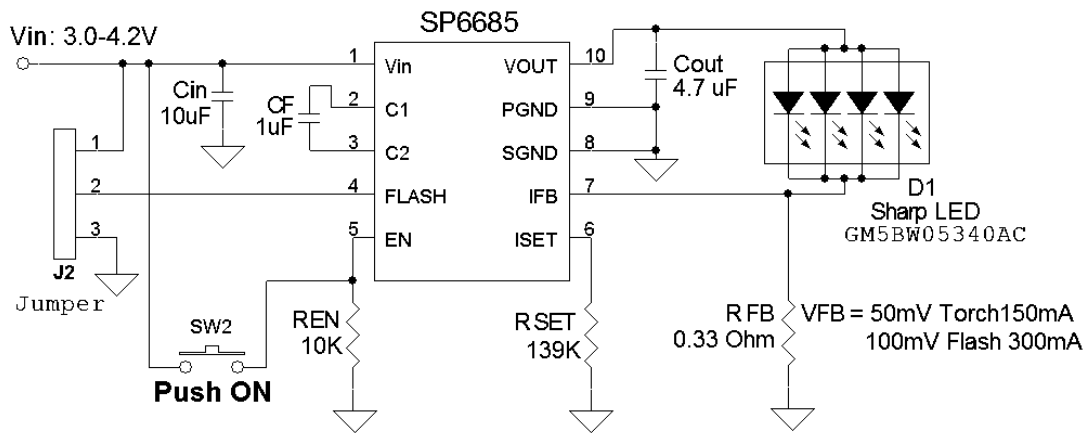 SP6685
Vin: 3.0-4.2V
1
Vin
VOUT
10
Cin
10uF
CF
1uF
2
C1
PGND
9
Cout
4.7 uF
3
C2
SGND
8
1
2
3
J2
Jumper
4
FLASH
IFB
7
5
EN
ISET
6
D1
Sharp LED
GM5BW05340AC
SW2
Push ON
REN
10K
RSET
139K
RFB
0.33 Ohm
VFB = 50mV Torch150mA
100mV Flash 300mA